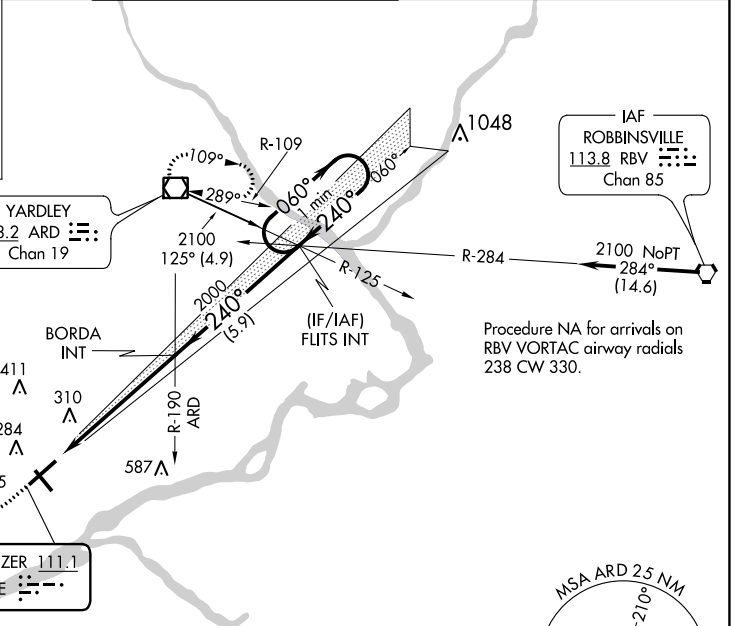 1048
IAF
ROBBINSVILLE
113.8 RBV
Chan 85
R-109
109°
289°
060°
1 min
060°
240°
YARDLEY
.2 ARD
Chan 19
2100
125° (4.9)
R-284
2100 NoPT
284°
(14.6)
R-125
2000
240°
(5.9)
(IF/IAF)
FLITS INT
Procedure NA for arrivals on
RBV VORTAC airway radials
238 CW 330.
BORDA
INT
411
310
284
R-190
ARD
587
5
ZER 111.1
E
MSA ARD 25 NM
210°